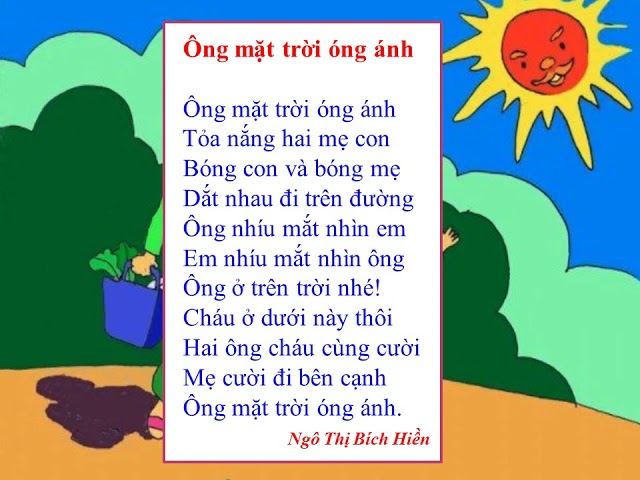 Ông mặt trời óng ánh
Ông mặt trời óng ánh
Tỏa nắng hai mẹ con
Bóng con và bóng mẹ
Dắt nhau đi trên đường
Ông nhíu mắt nhìn em
Em nhíu mắt nhìn ông
Ông ở trên trời nhé!
Cháu ở dưới này thôi
Hai ông cháu cùng cười
Mẹ cười đi bên cạnh
Ông mặt trời óng ánh.
Ngô Thị Bích Hiền